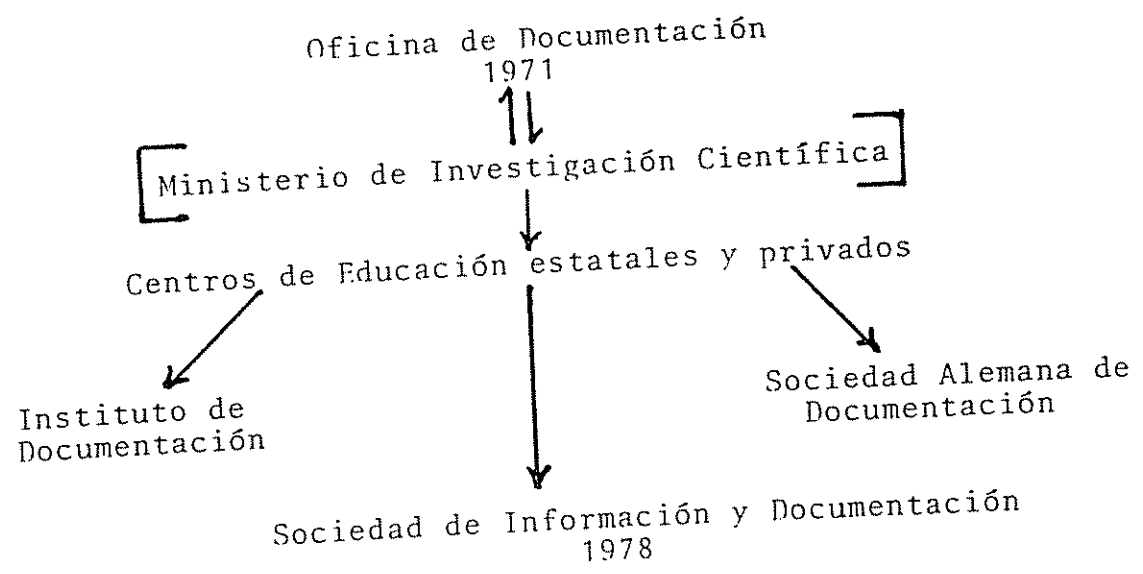 Oficina de Documentación
1971
Ministerio de Investigación Científica
Centros de Educación estatales y privados
Instituto de
Documentación
Sociedad Alemana de
Documentación
Sociedad de Información y Documentación
1978